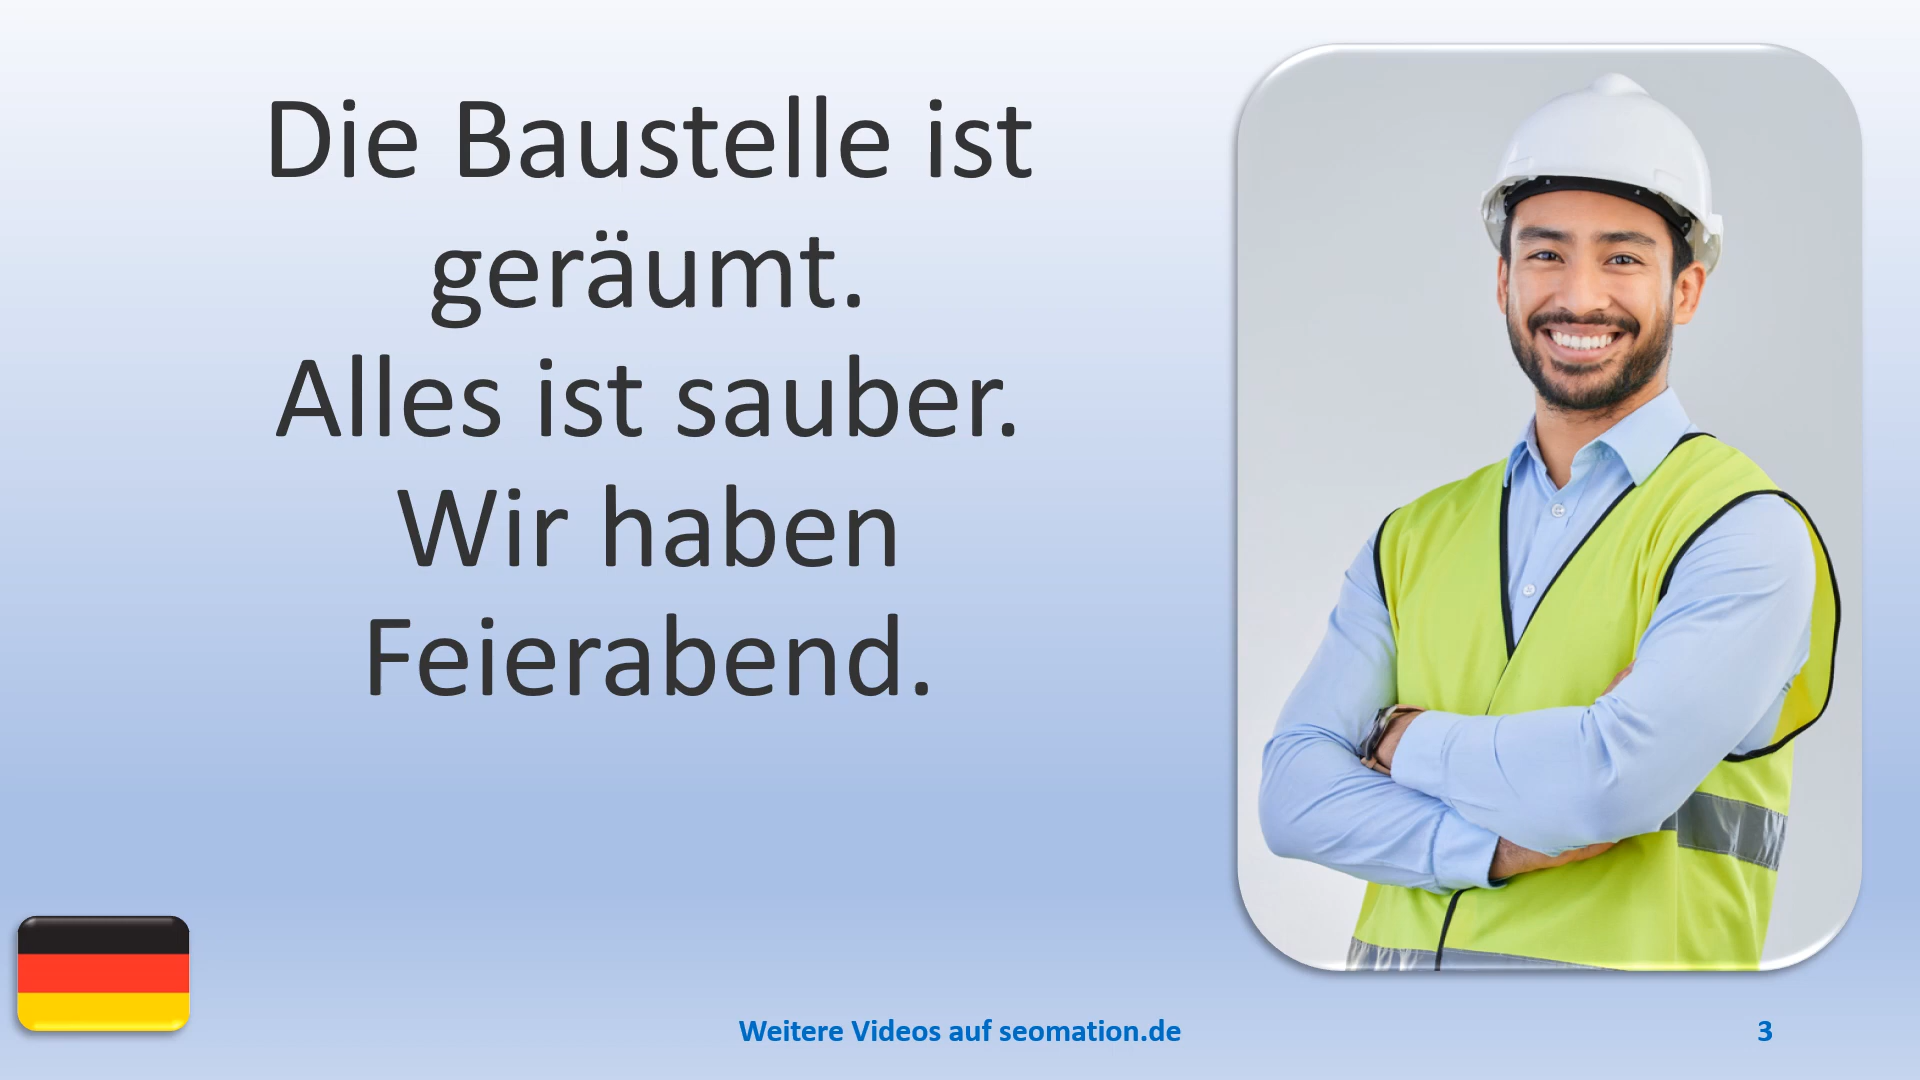 Die Baustelle ist
geräumt.
Alles ist sauber.
Wir haben
Feierabend.
Weitere Videos auf seomation.de
3